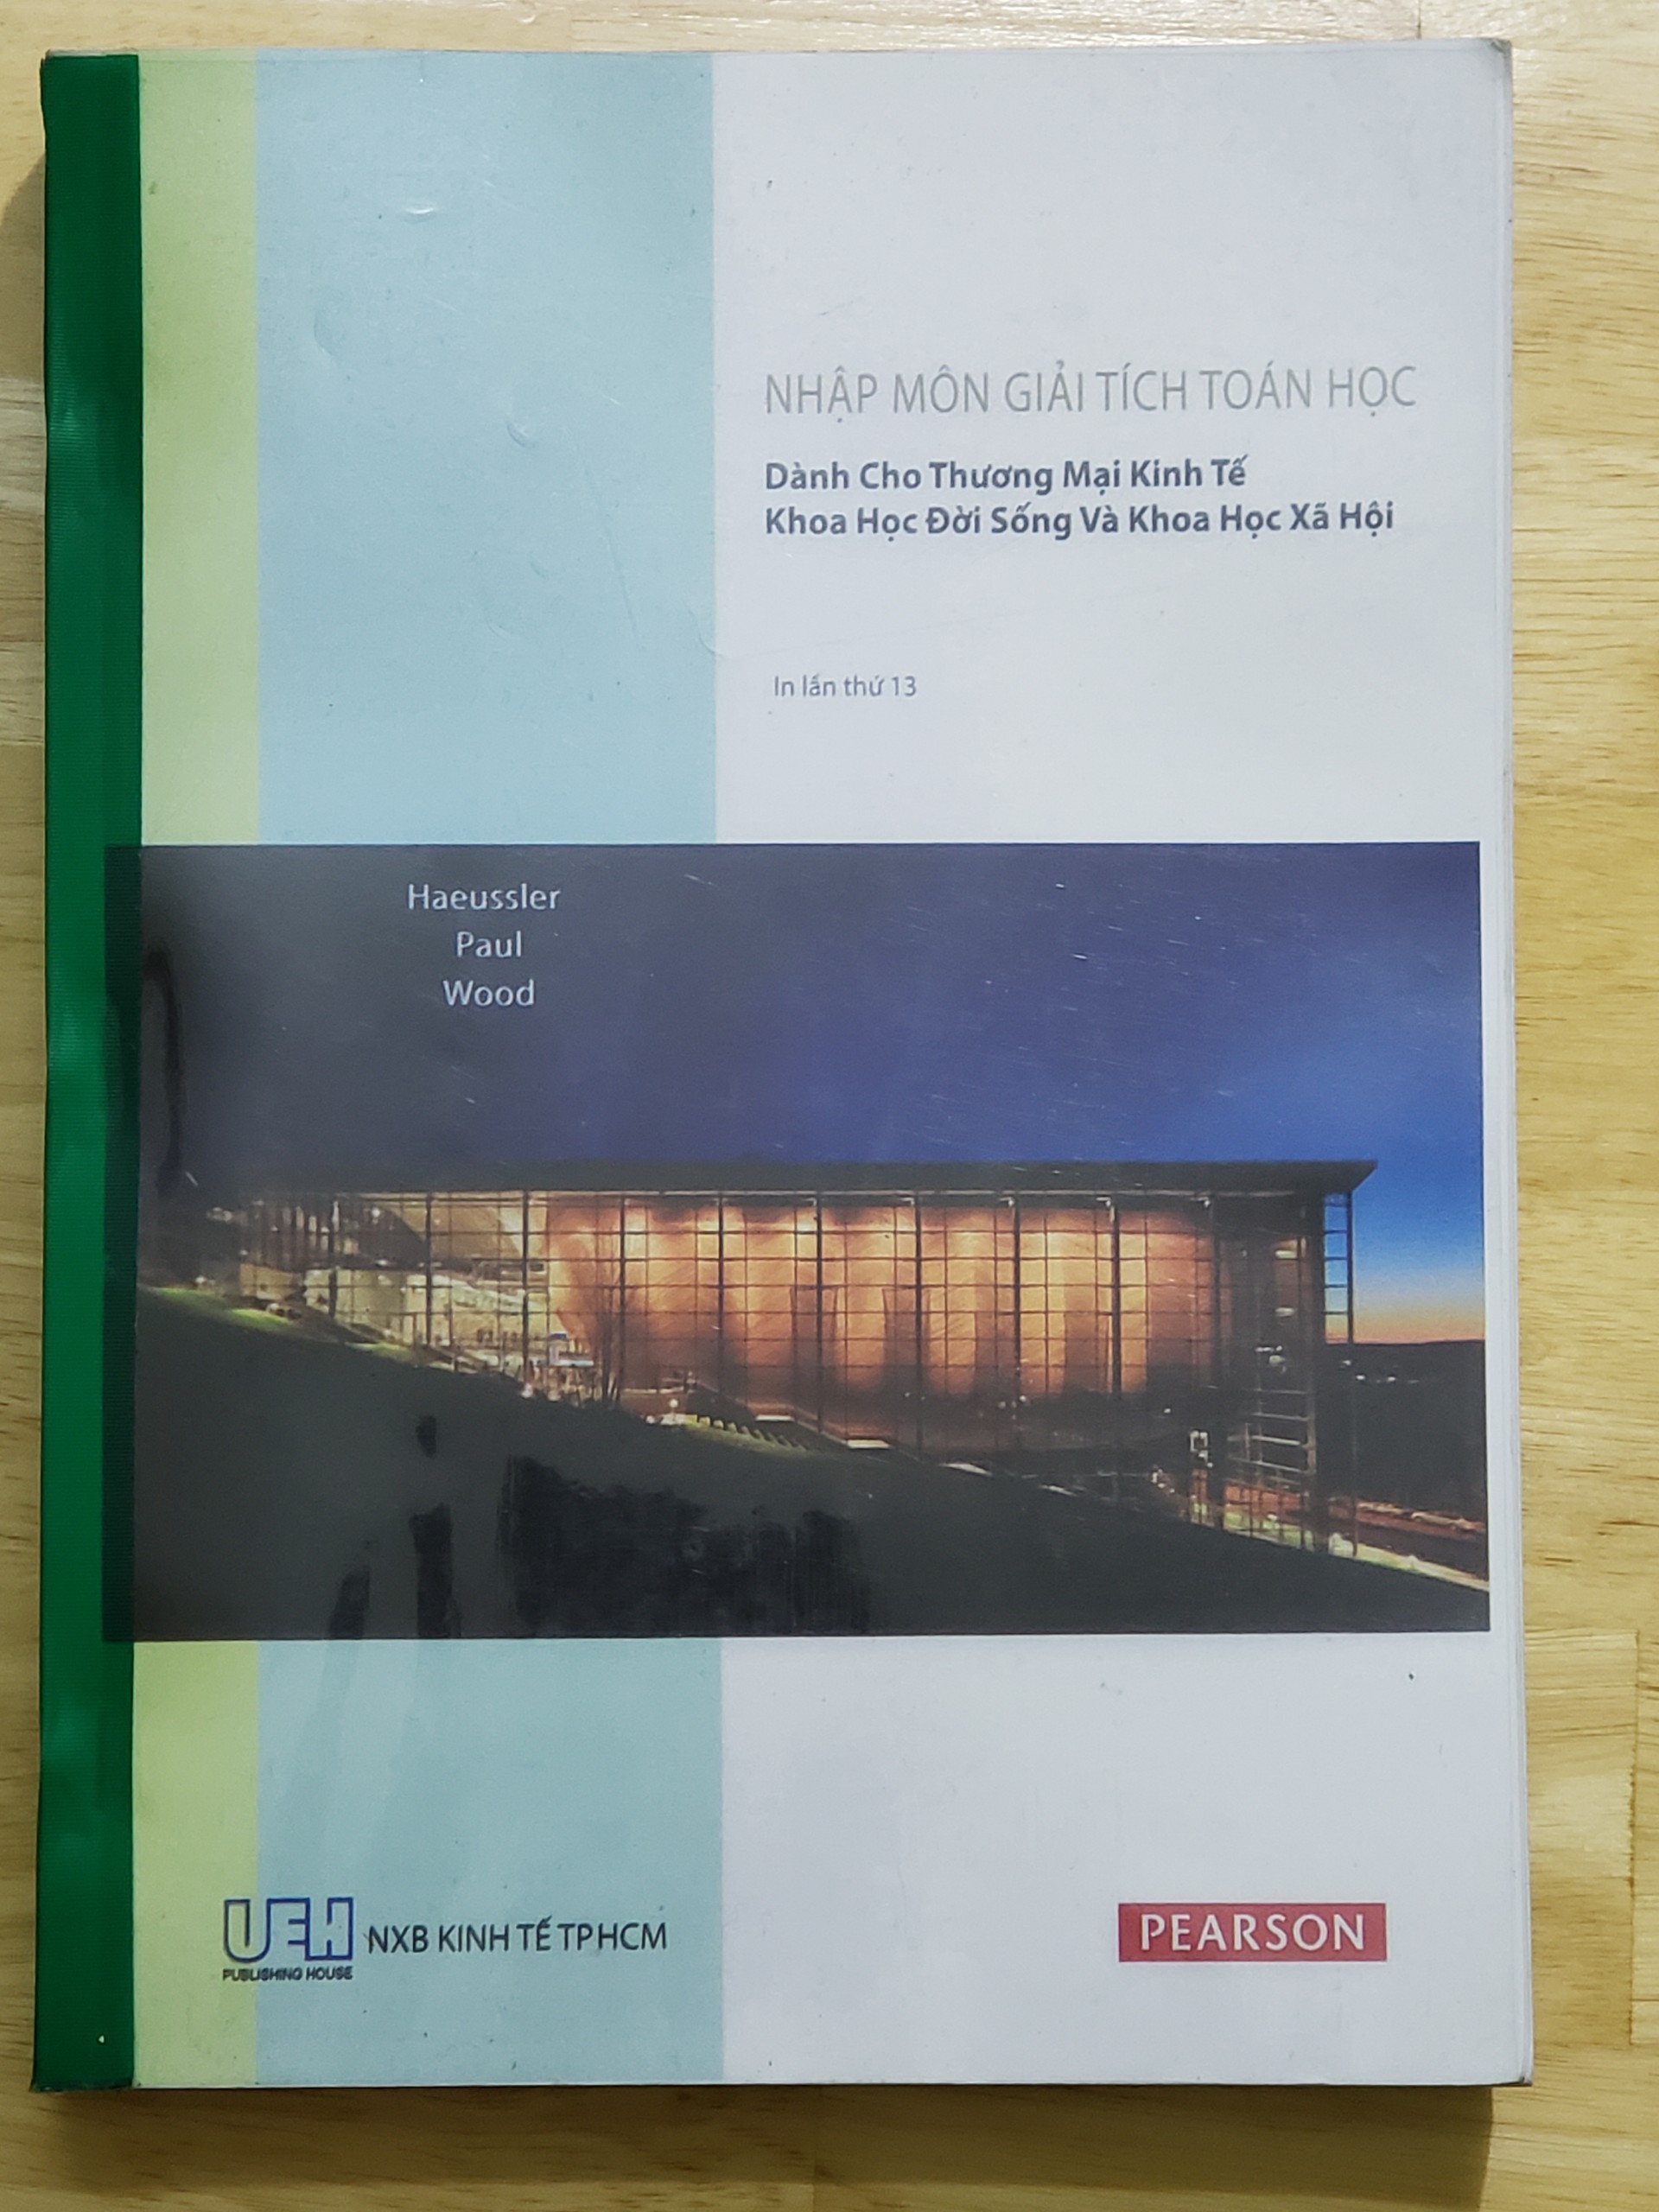 NHẬP MÔN GIẢI TÍCH TOÁN HỌC
Dành Cho Thương Mại Kinh Tế
Khoa Học Đời Sống Và Khoa Học Xã Hội
In lần thứ 13
Haeussler
Paul
Wood
UEH
PUBLISHING HOUSE
NXB KINH TẾ TPHCM
PEARSON